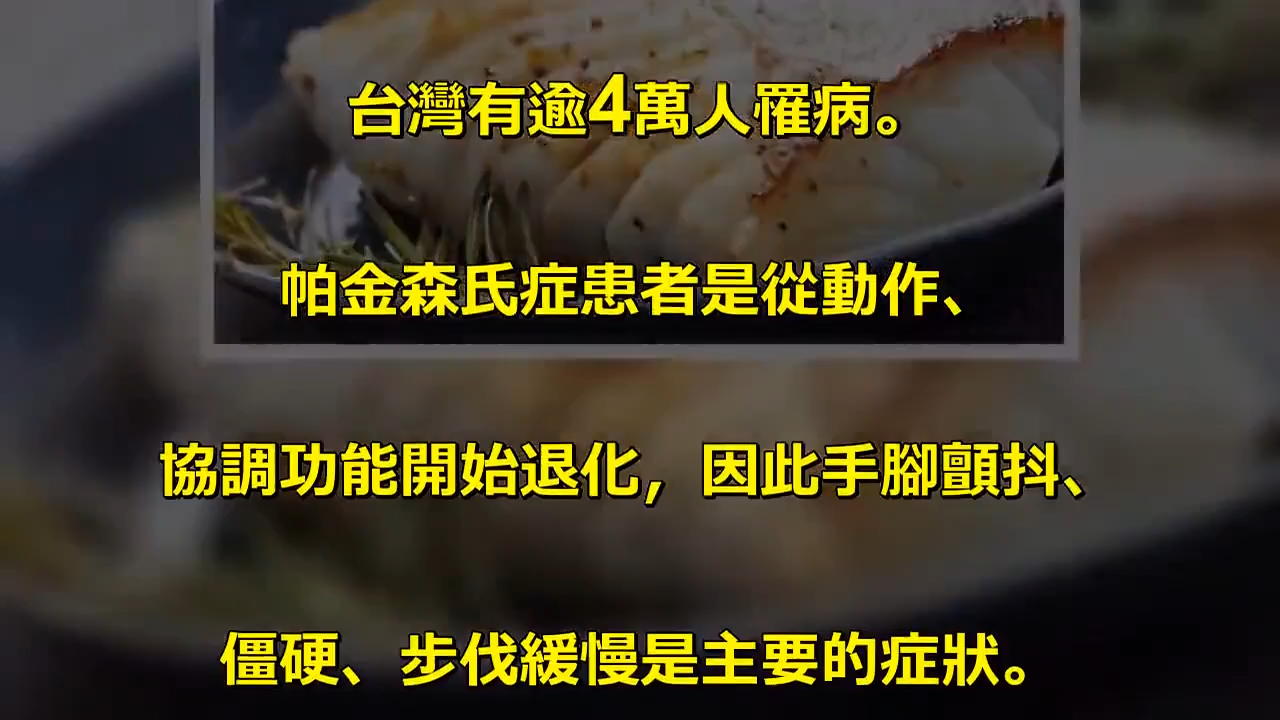 台灣有逾4萬人罹病。
帕金森氏症患者是從動作、
協調功能開始退化，因此手腳顫抖、
僵硬、步伐緩慢是主要的症狀。